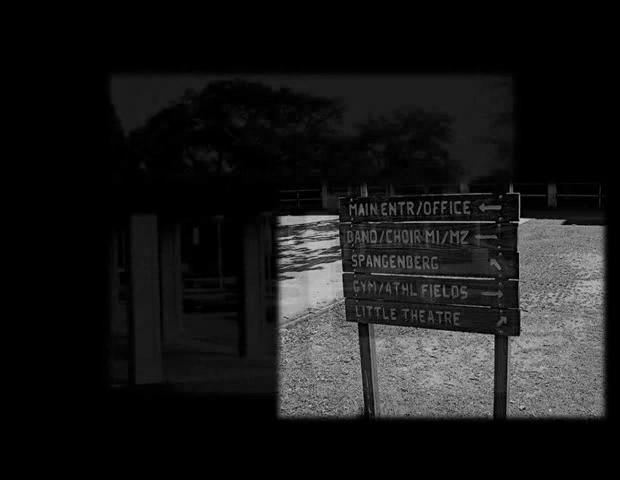 MAIN ENTR/OFFICE
BAND/CHOIR M1/M2
SPANGENBERG
GYM/ATHL FIELDS
LITTLE THEATRE